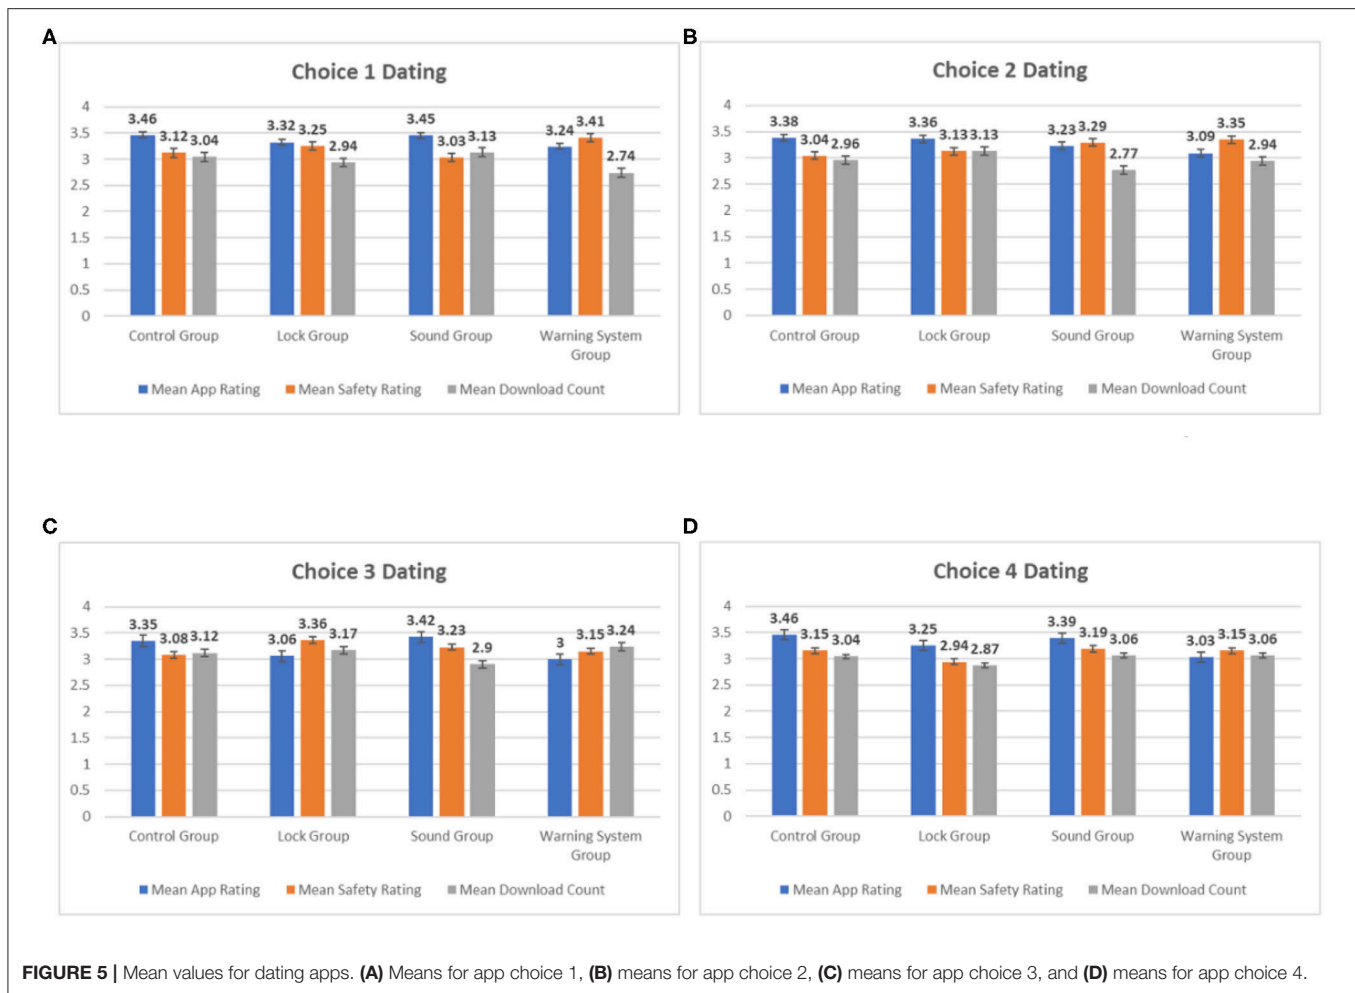 A
Choice 1 Dating
4
3.5
3
2.5
2
1.5
1
0.5
0
3.46 3.12 3.04 3.32 3.25 2.94 3.45 3.03 3.13 3.24 3.41 2.74
Control Group Lock Group Sound Group Warning System
Group
Mean App Rating Mean Safety Rating Mean Download Count
B
Choice 2 Dating
4
3.5
3
2.5
2
1.5
1
0.5
0
3.38 3.04 2.96 3.36 3.13 3.13 3.23 3.29 2.77 3.09 3.35 2.94
Control Group Lock Group Sound Group Warning System
Group
Mean App Rating Mean Safety Rating Mean Download Count
C
Choice 3 Dating
4
3.5
3
2.5
2
1.5
1
0.5
0
3.35 3.08 3.12 3.06 3.36 3.17 3.42 3.23 2.9 3 3.15 3.24
Control Group Lock Group Sound Group Warning System
Group
Mean App Rating Mean Safety Rating Mean Download Count
D
Choice 4 Dating
4
3.5
3
2.5
2
1.5
1
0.5
0
3.46 3.15 3.04 3.25 2.94 2.87 3.39 3.19 3.06 3.03 3.15 3.06
Control Group Lock Group Sound Group Warning System
Group
Mean App Rating Mean Safety Rating Mean Download Count
FIGURE 5 | Mean values for dating apps. (A) Means for app choice 1, (B) means for app choice 2, (C) means for app choice 3, and (D) means for app choice 4.